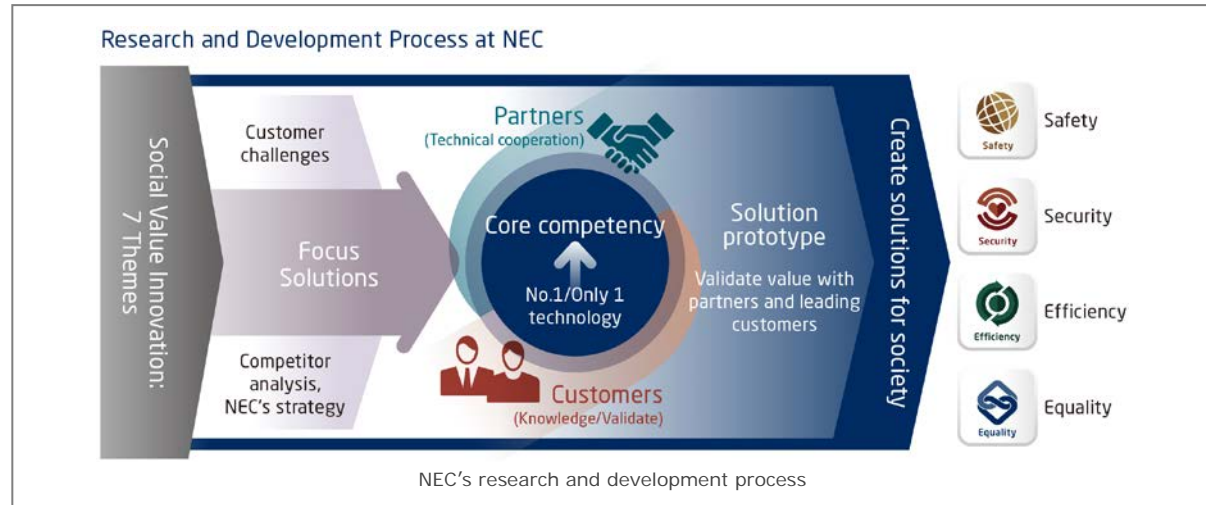 Research and Development Process at NEC
Social Value Innovation:
7 Themes
Customer
challenges
Focus
Solutions
Competitor
analysis,
NEC's strategy
Partners
(Technical cooperation)
Core competency
No.1/Only 1
technology
Customers
(Knowledge/Validate)
Solution
prototype
Validate value with
partners and leading
customers
Create solutions for society
Safety
Safety
Security
Security
Efficiency
Efficiency
Equality
Equality
NEC's research and development process